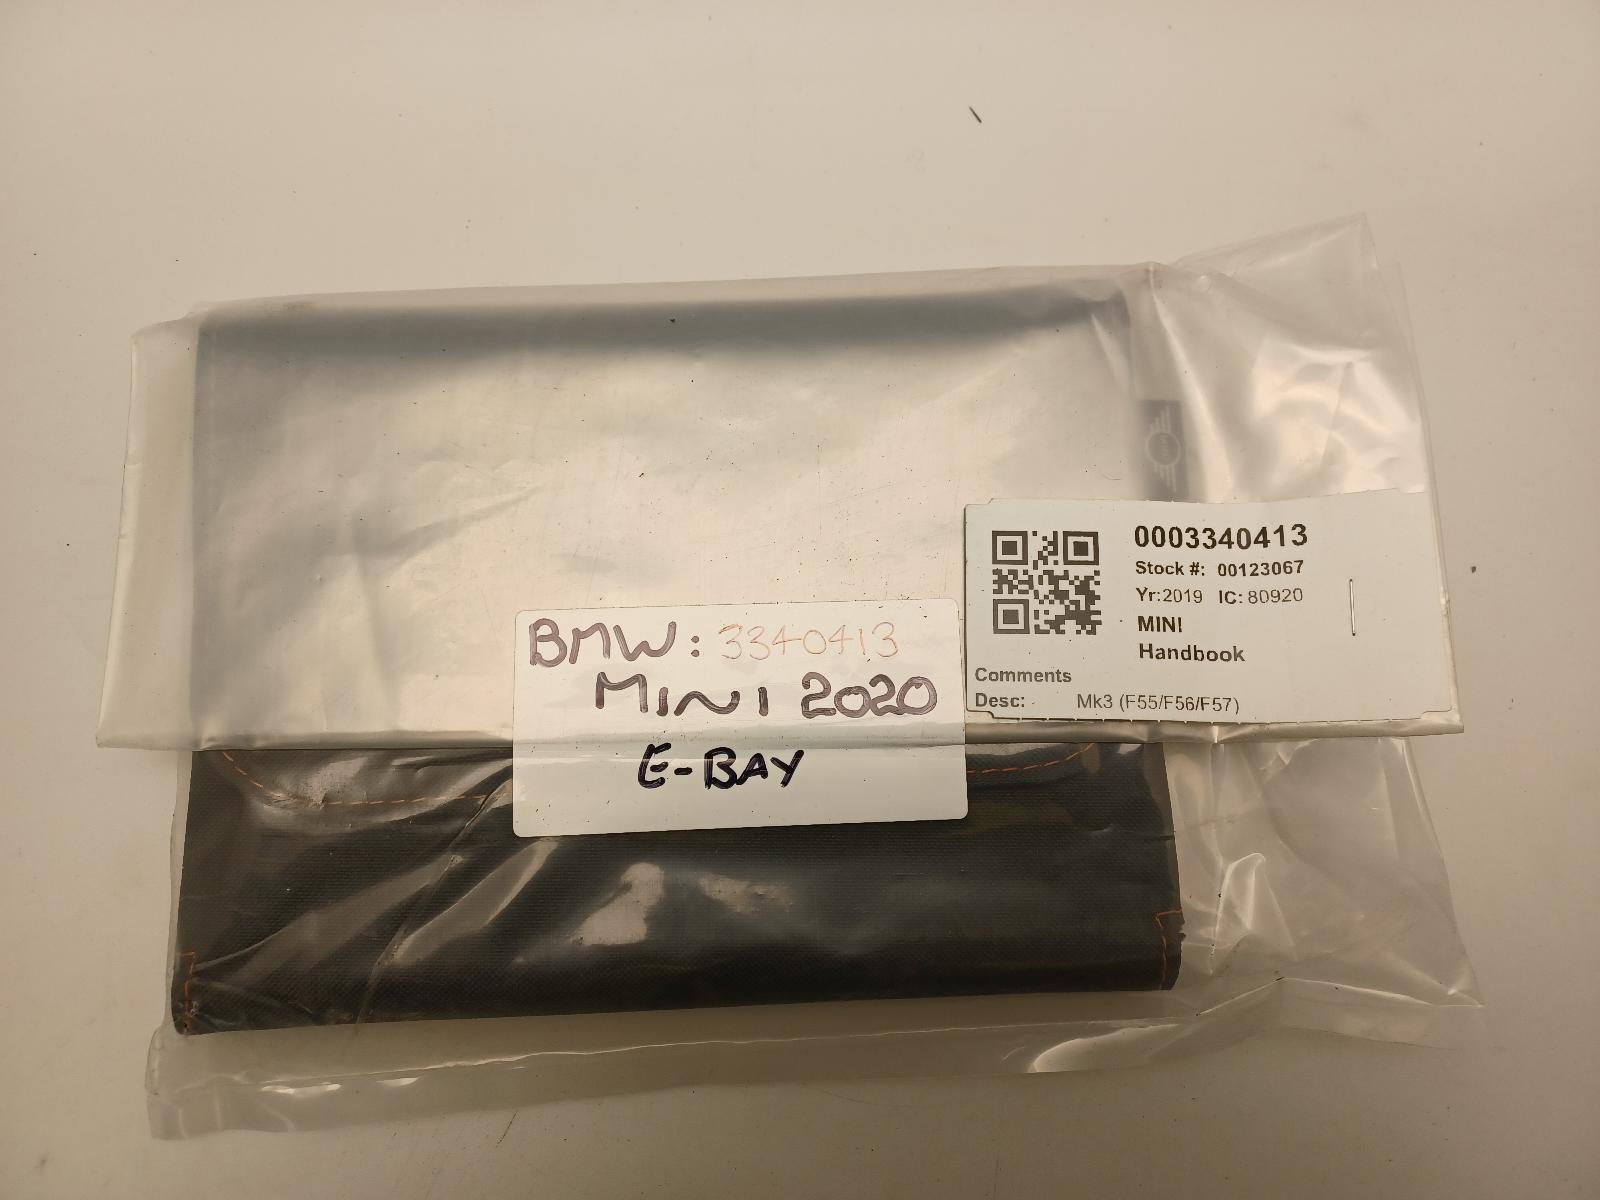 0003340413
Stock #: 00123067
Yr:2019 IC: 80920
MINI
Handbook
Comments
Desc: Mk3 (F55/F56/F57)
BMW: 3340413
MINI 2020
E-BAY